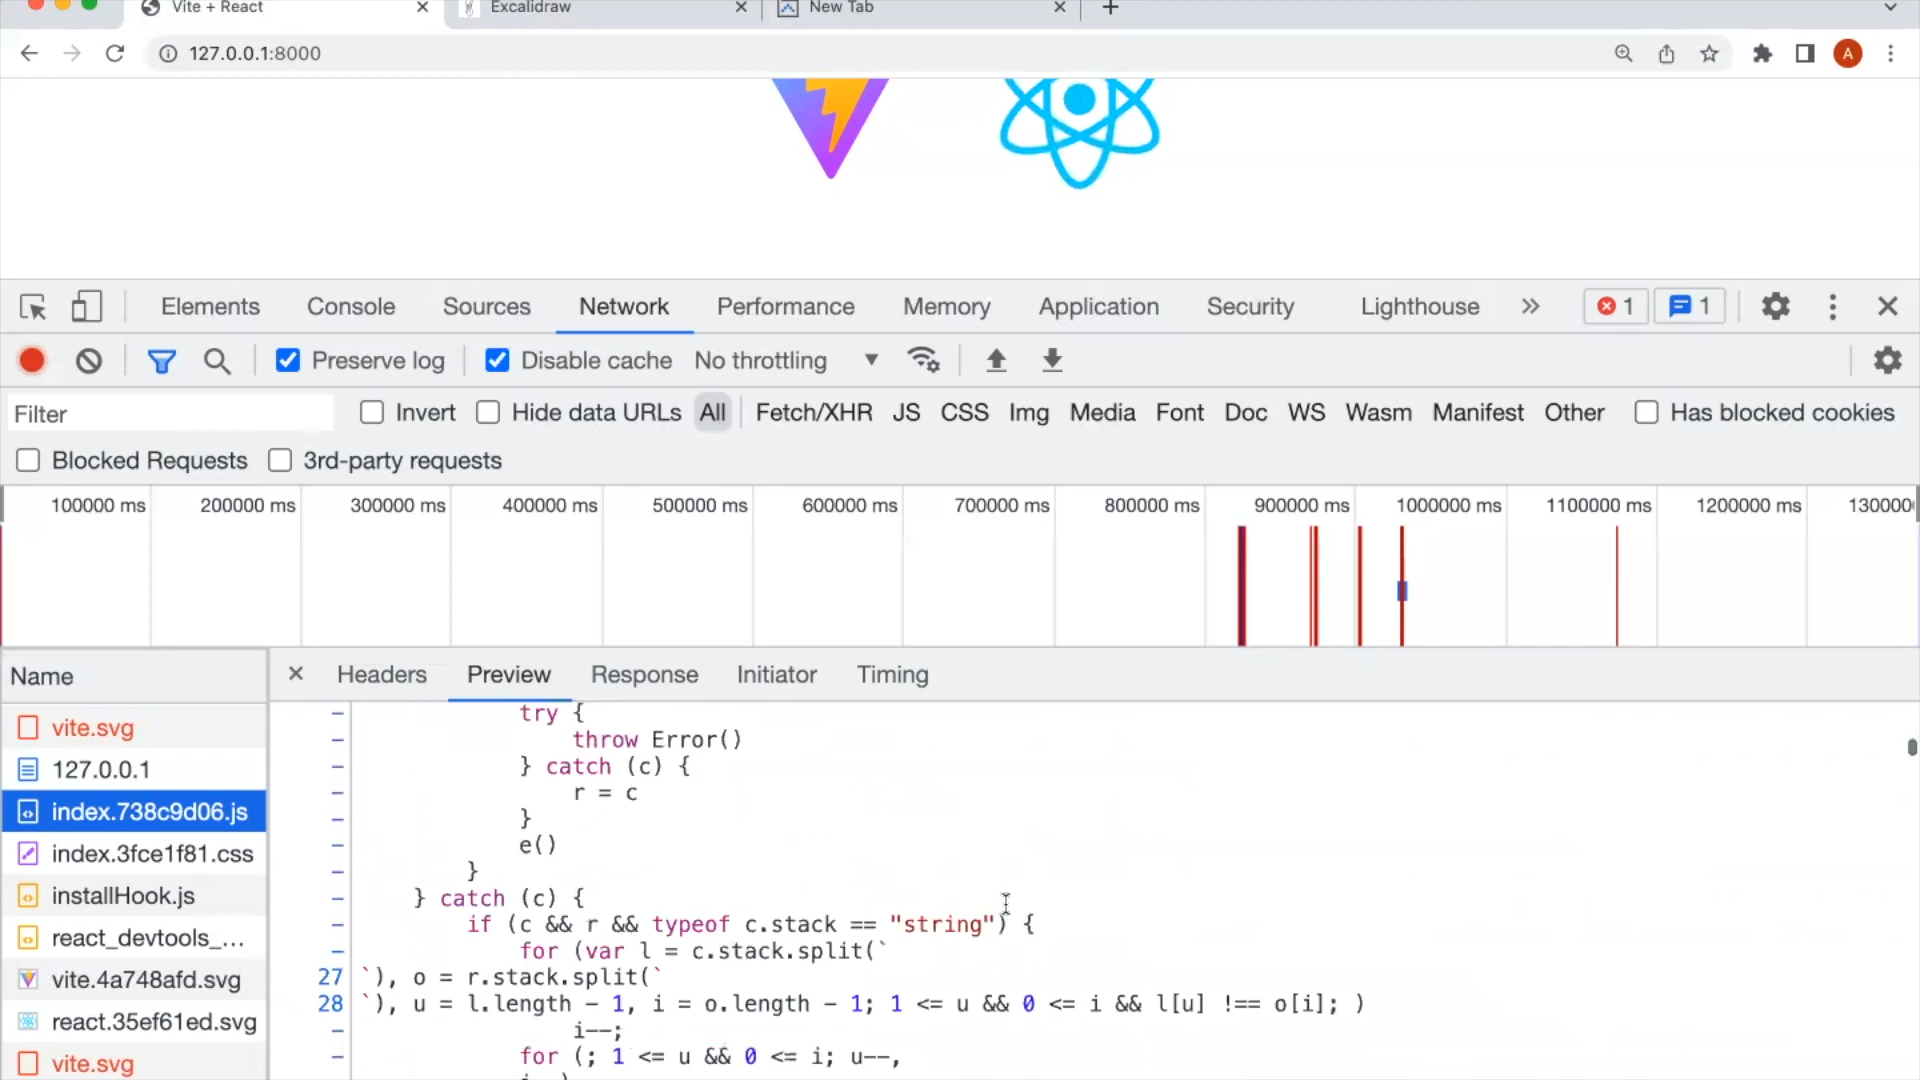 Vite + React
Excalidraw
New Tab
127.0.0.1:8000
A
Elements Console Sources Network Performance Memory Application Security Lighthouse 1 1
Preserve log Disable cache No throttling
Filter Invert Hide data URLs All Fetch/XHR JS CSS Img Media Font Doc WS Wasm Manifest Other Has blocked cookies
Blocked Requests 3rd-party requests
100000 ms 200000 ms 300000 ms 400000 ms 500000 ms 600000 ms 700000 ms 800000 ms 900000 ms 1000000 ms 1100000 ms 1200000 ms
Name
Headers Preview Response Initiator Timing
vite.svg
127.0.0.1
index.738c9d06.js
index.3fce1f81.css
installHook.js
react_devtools_...
vite.4a748afd.svg
react.35ef61ed.svg
vite.svg
try {
throw Error()
} catch (c) {
r = c
}
e()
}
} catch (c) {
if (c && r && typeof c.stack == "string") {
for (var l = c.stack.split(`
27 `), o = r.stack.split(`
28 `), u = l.length - 1, i = o.length - 1; 1 <= u && 0 <= i && l[u] !== o[i]; )
i--;
for (; 1 <= u && 0 <= i; u--,